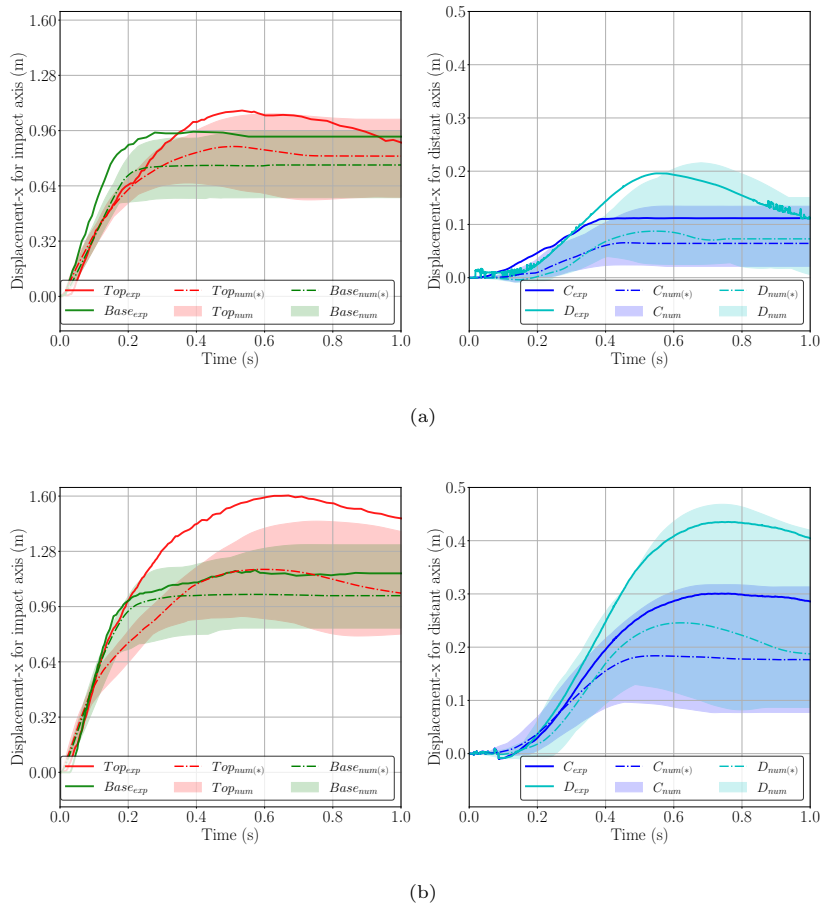 Displacement-x for impact axis (m)
1.60
1.28
0.96
0.64
0.32
0.00
Top_exp
Base_exp
Top_num(*)
Top_num
Base_num(*)
Base_num
0.0 0.2 0.4 0.6 0.8 1.0
Time (s)
Displacement-x for distant axis (m)
0.5
0.4
0.3
0.2
0.1
0.0
C_exp
D_exp
C_num(*)
C_num
D_num(*)
D_num
0.0 0.2 0.4 0.6 0.8 1.0
Time (s)
(a)
Displacement-x for impact axis (m)
1.60
1.28
0.96
0.64
0.32
0.00
Top_exp
Base_exp
Top_num(*)
Top_num
Base_num(*)
Base_num
0.0 0.2 0.4 0.6 0.8 1.0
Time (s)
Displacement-x for distant axis (m)
0.5
0.4
0.3
0.2
0.1
0.0
C_exp
D_exp
C_num(*)
C_num
D_num(*)
D_num
0.0 0.2 0.4 0.6 0.8 1.0
Time (s)
(b)